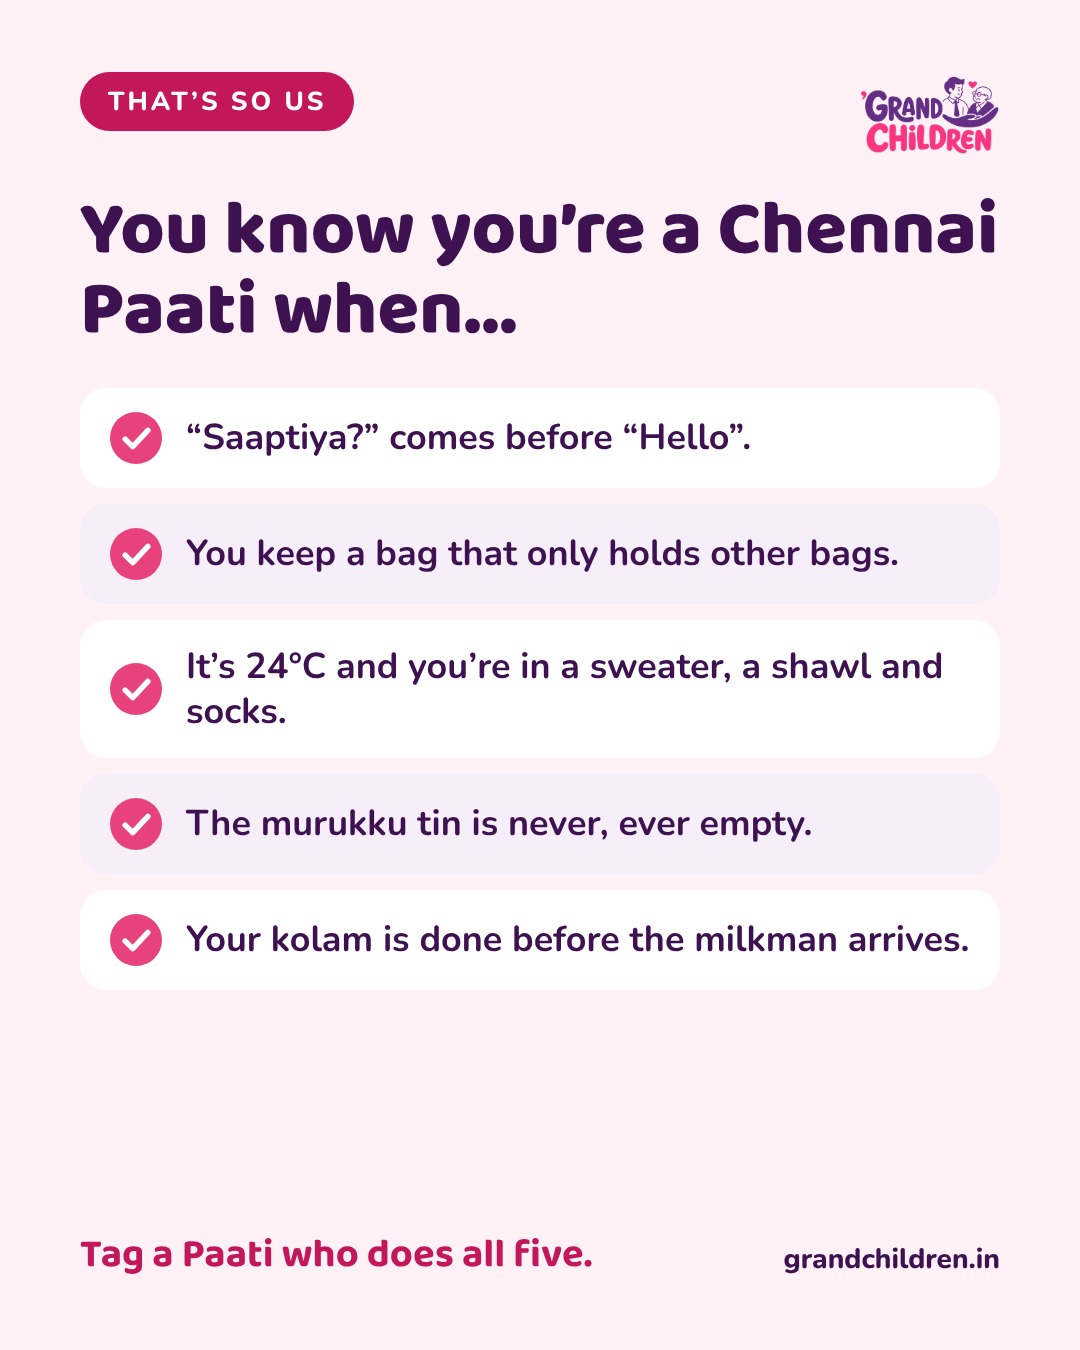 THAT’S SO US
’GRAND
CHiLDREN
You know you’re a Chennai
Paati when...
“Saaptiya?” comes before “Hello”.
You keep a bag that only holds other bags.
It’s 24°C and you’re in a sweater, a shawl and
socks.
The murukku tin is never, ever empty.
Your kolam is done before the milkman arrives.
Tag a Paati who does all five.
grandchildren.in